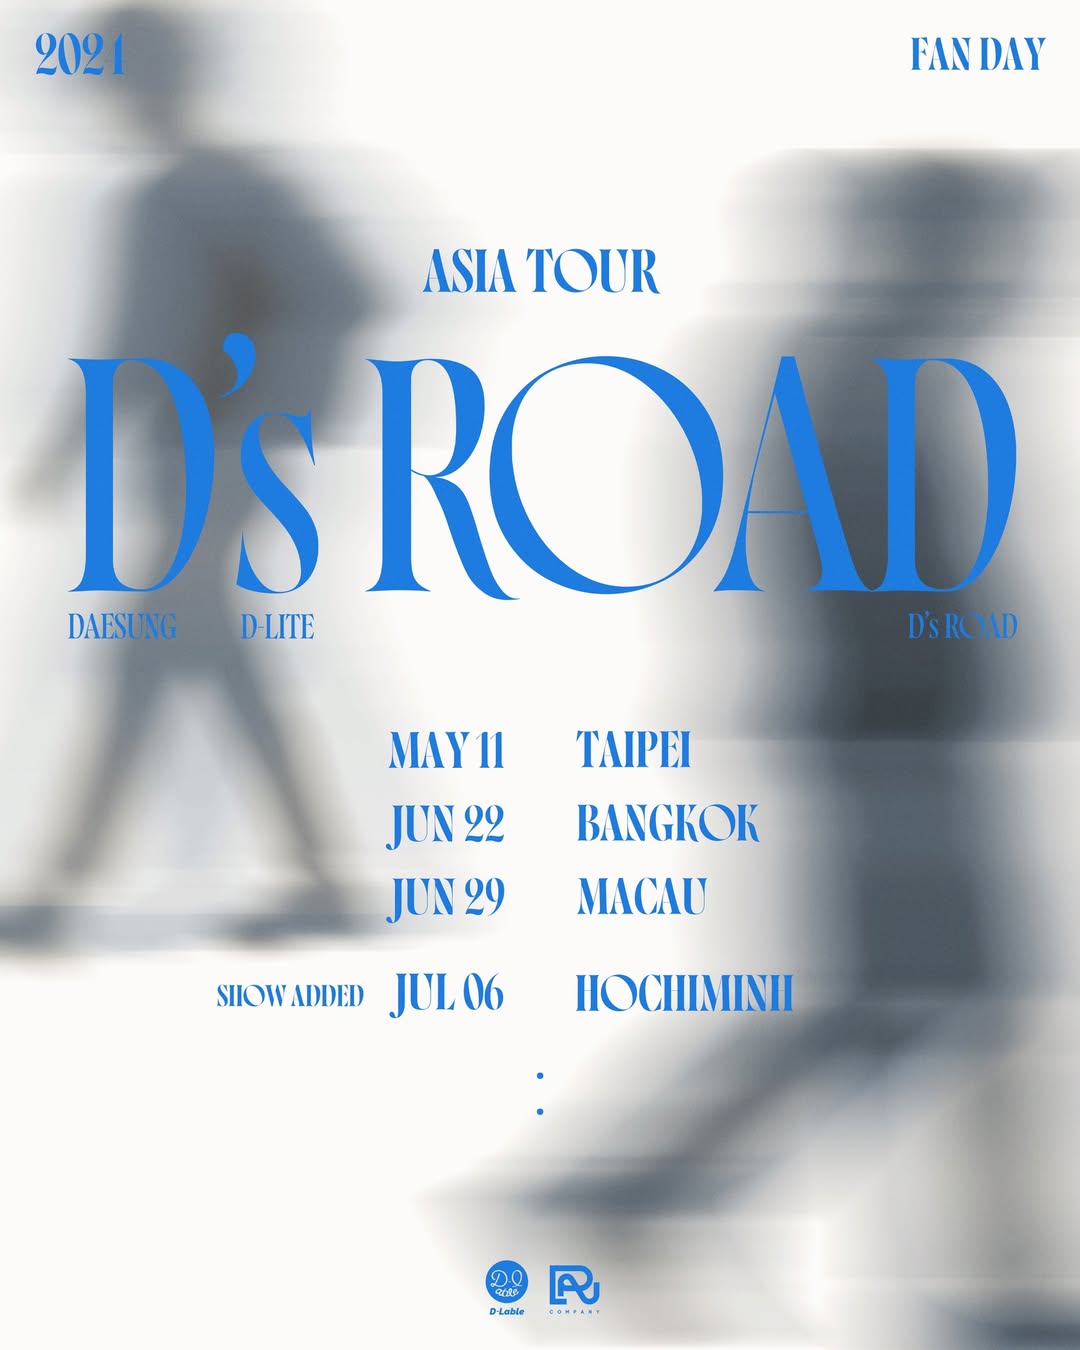 2024
FAN DAY
ASIA TOUR
D's ROAD
DAESUNG D-LITE D's ROAD
MAY 11 TAIPEI
JUN 22 BANGKOK
JUN 29 MACAU
SHOW ADDED JUL 06 HOCHIMINH
:
D·Lable
COMPANY